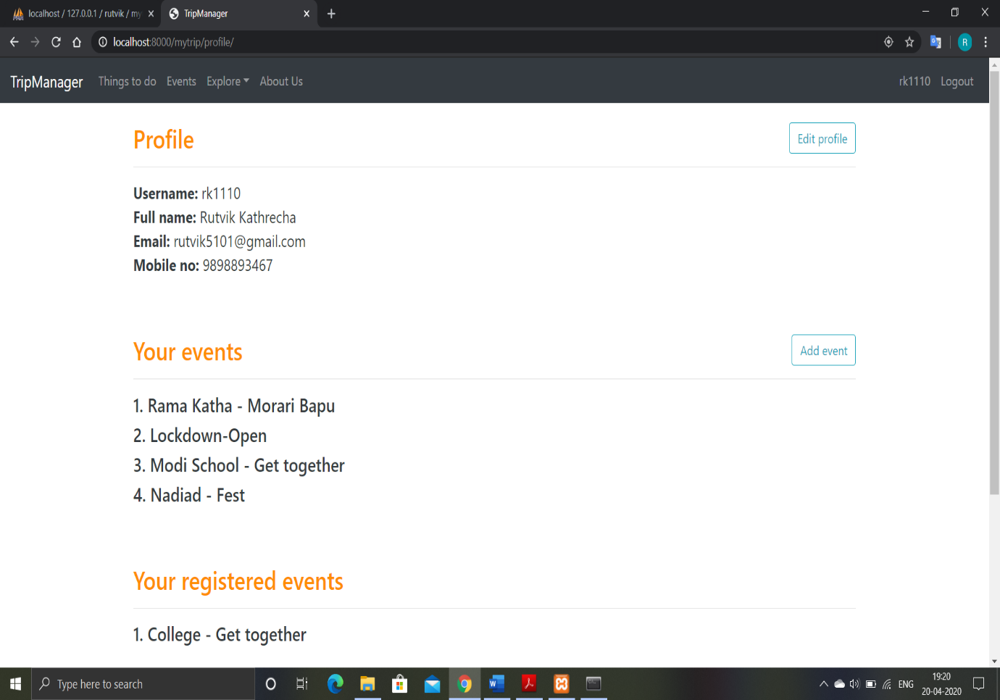 localhost / 127.0.0.1 / rutvik / my
TripManager
localhost:8000/mytrip/profile/
R
TripManager Things to do Events Explore About Us rk1110 Logout
Profile Edit profile
Username: rk1110
Full name: Rutvik Kathrecha
Email: rutvik5101@gmail.com
Mobile no: 9898893467
Your events Add event
1. Rama Katha - Morari Bapu
2. Lockdown-Open
3. Modi School - Get together
4. Nadiad - Fest
Your registered events
1. College - Get together
Type here to search
ENG
19:20
20-04-2020